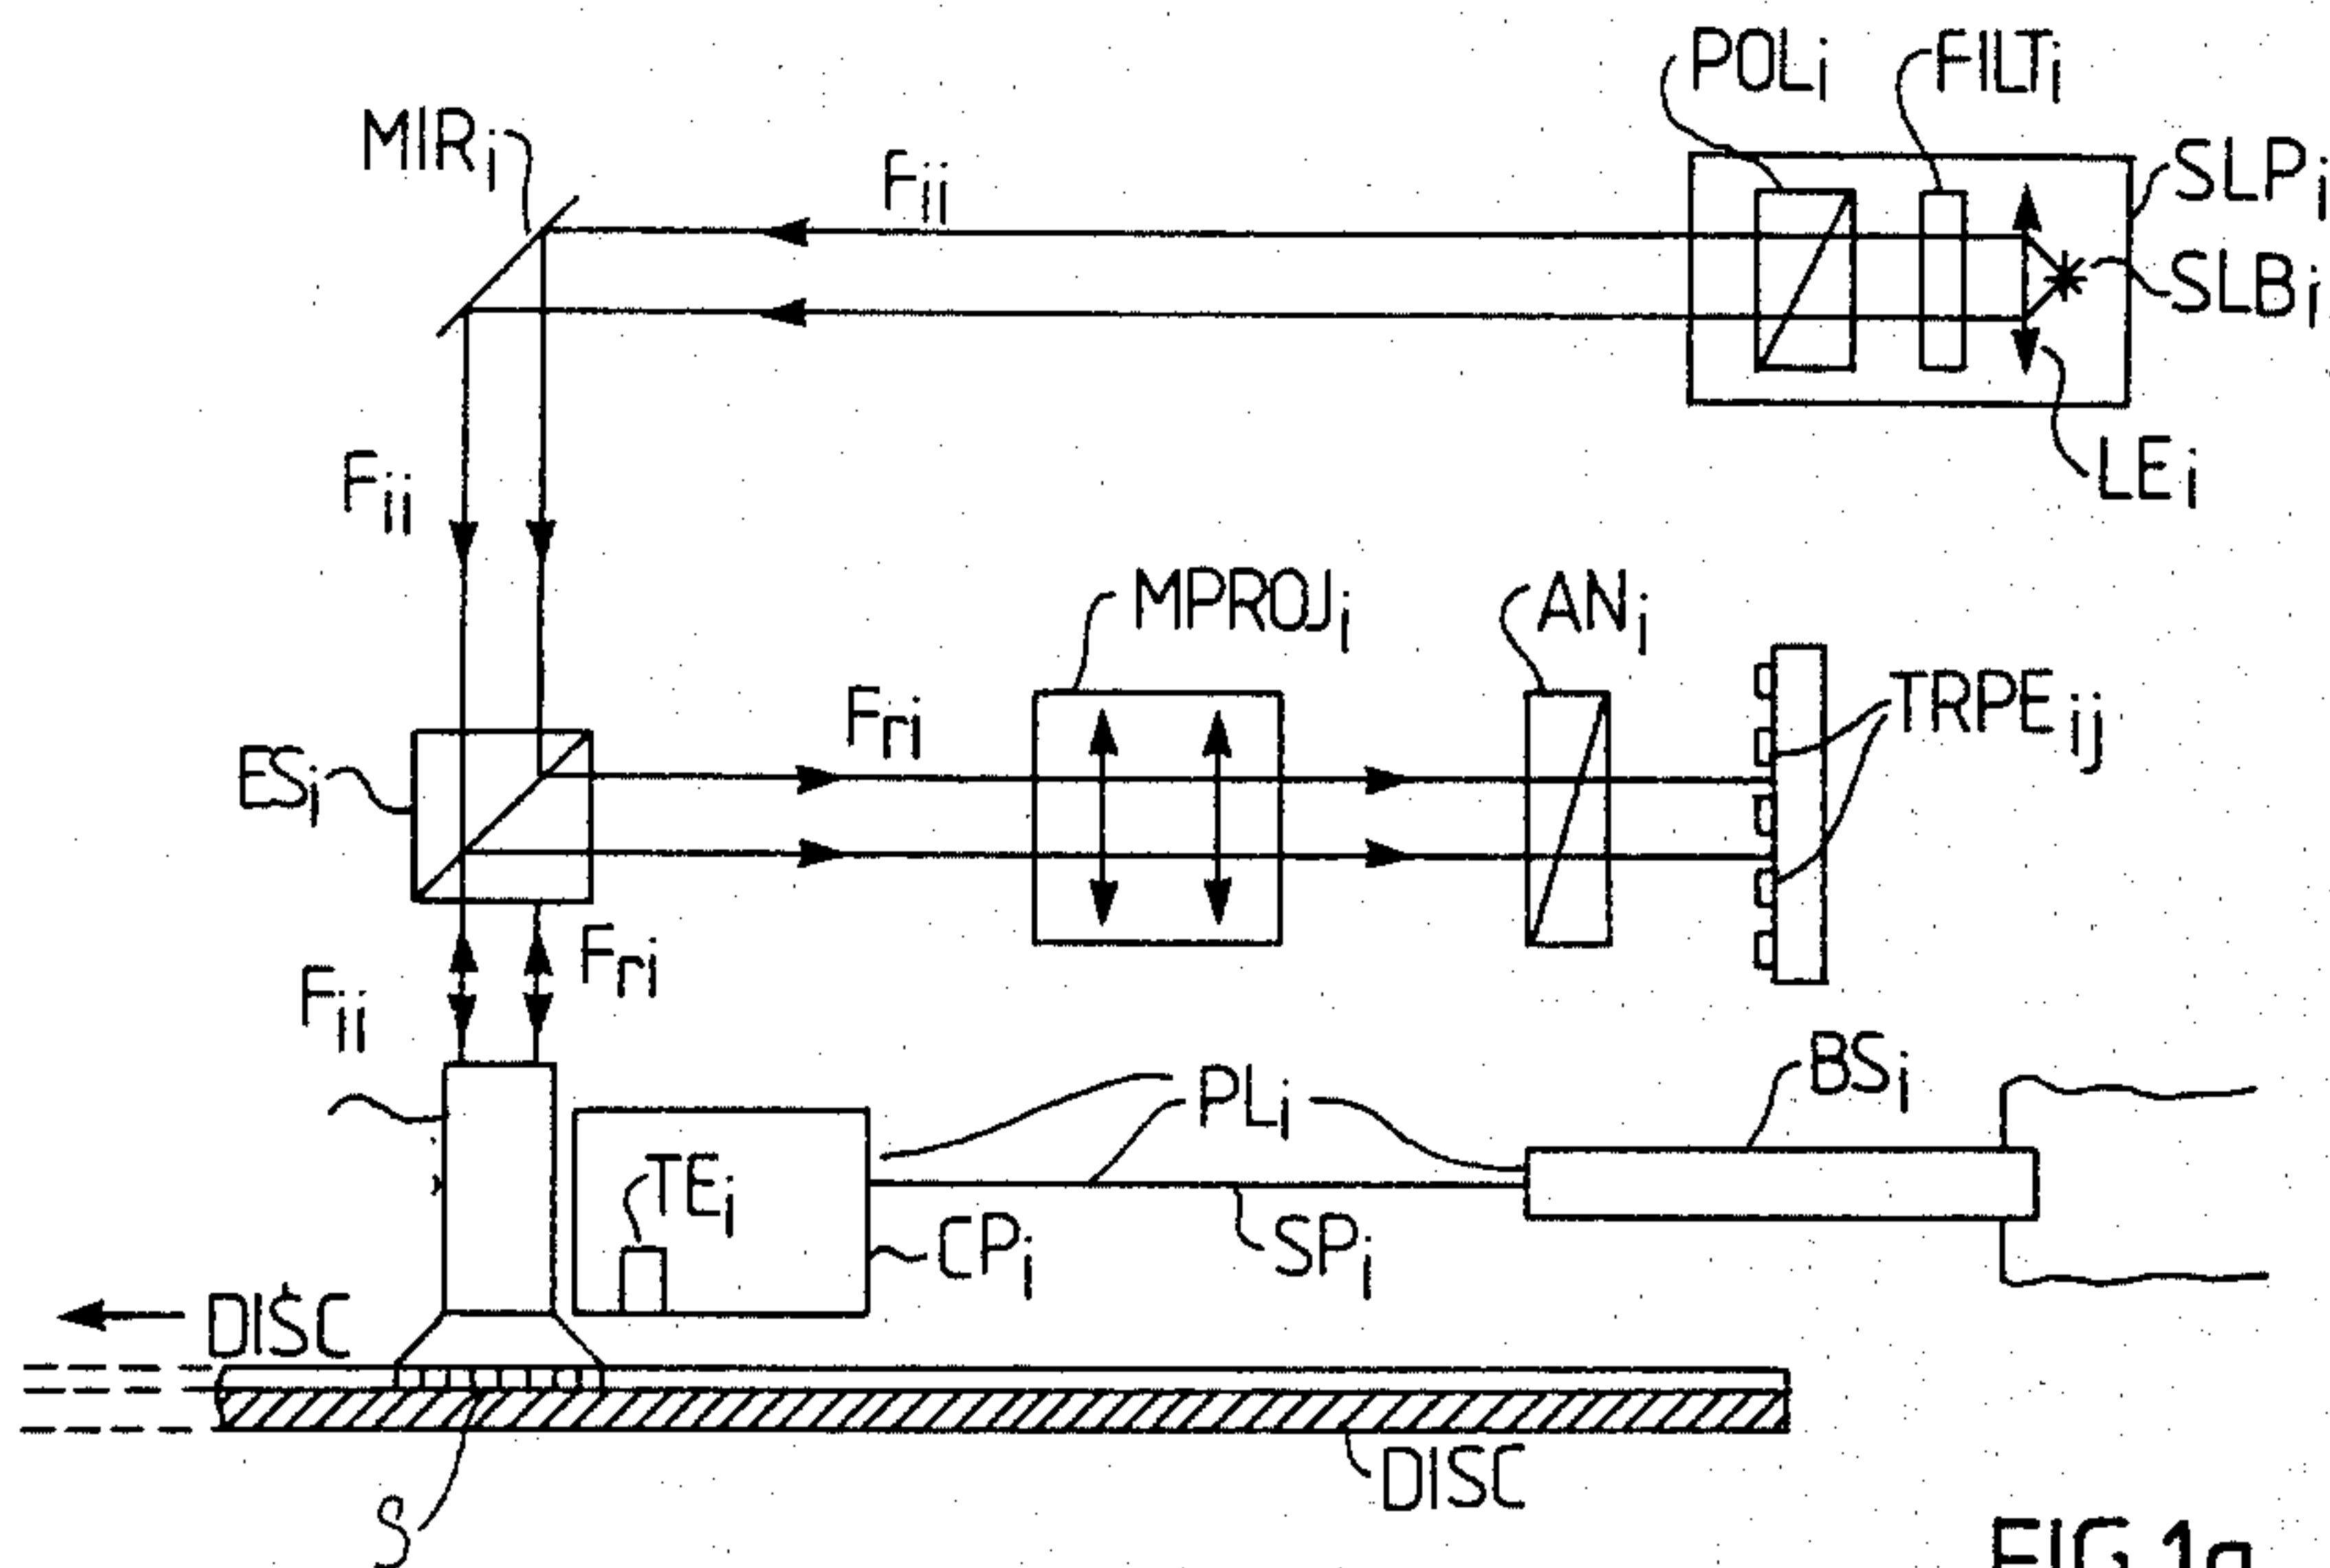 POLi
FILTi
MIRi
Fii
SLPi
SLBi
LEi
Fii
MPROJi
ANi
Fri
TRPEij
ESi
Fri
Fii
BSi
PLi
TEi
CPi
SPi
DISC
DISC
S
FIG.1a